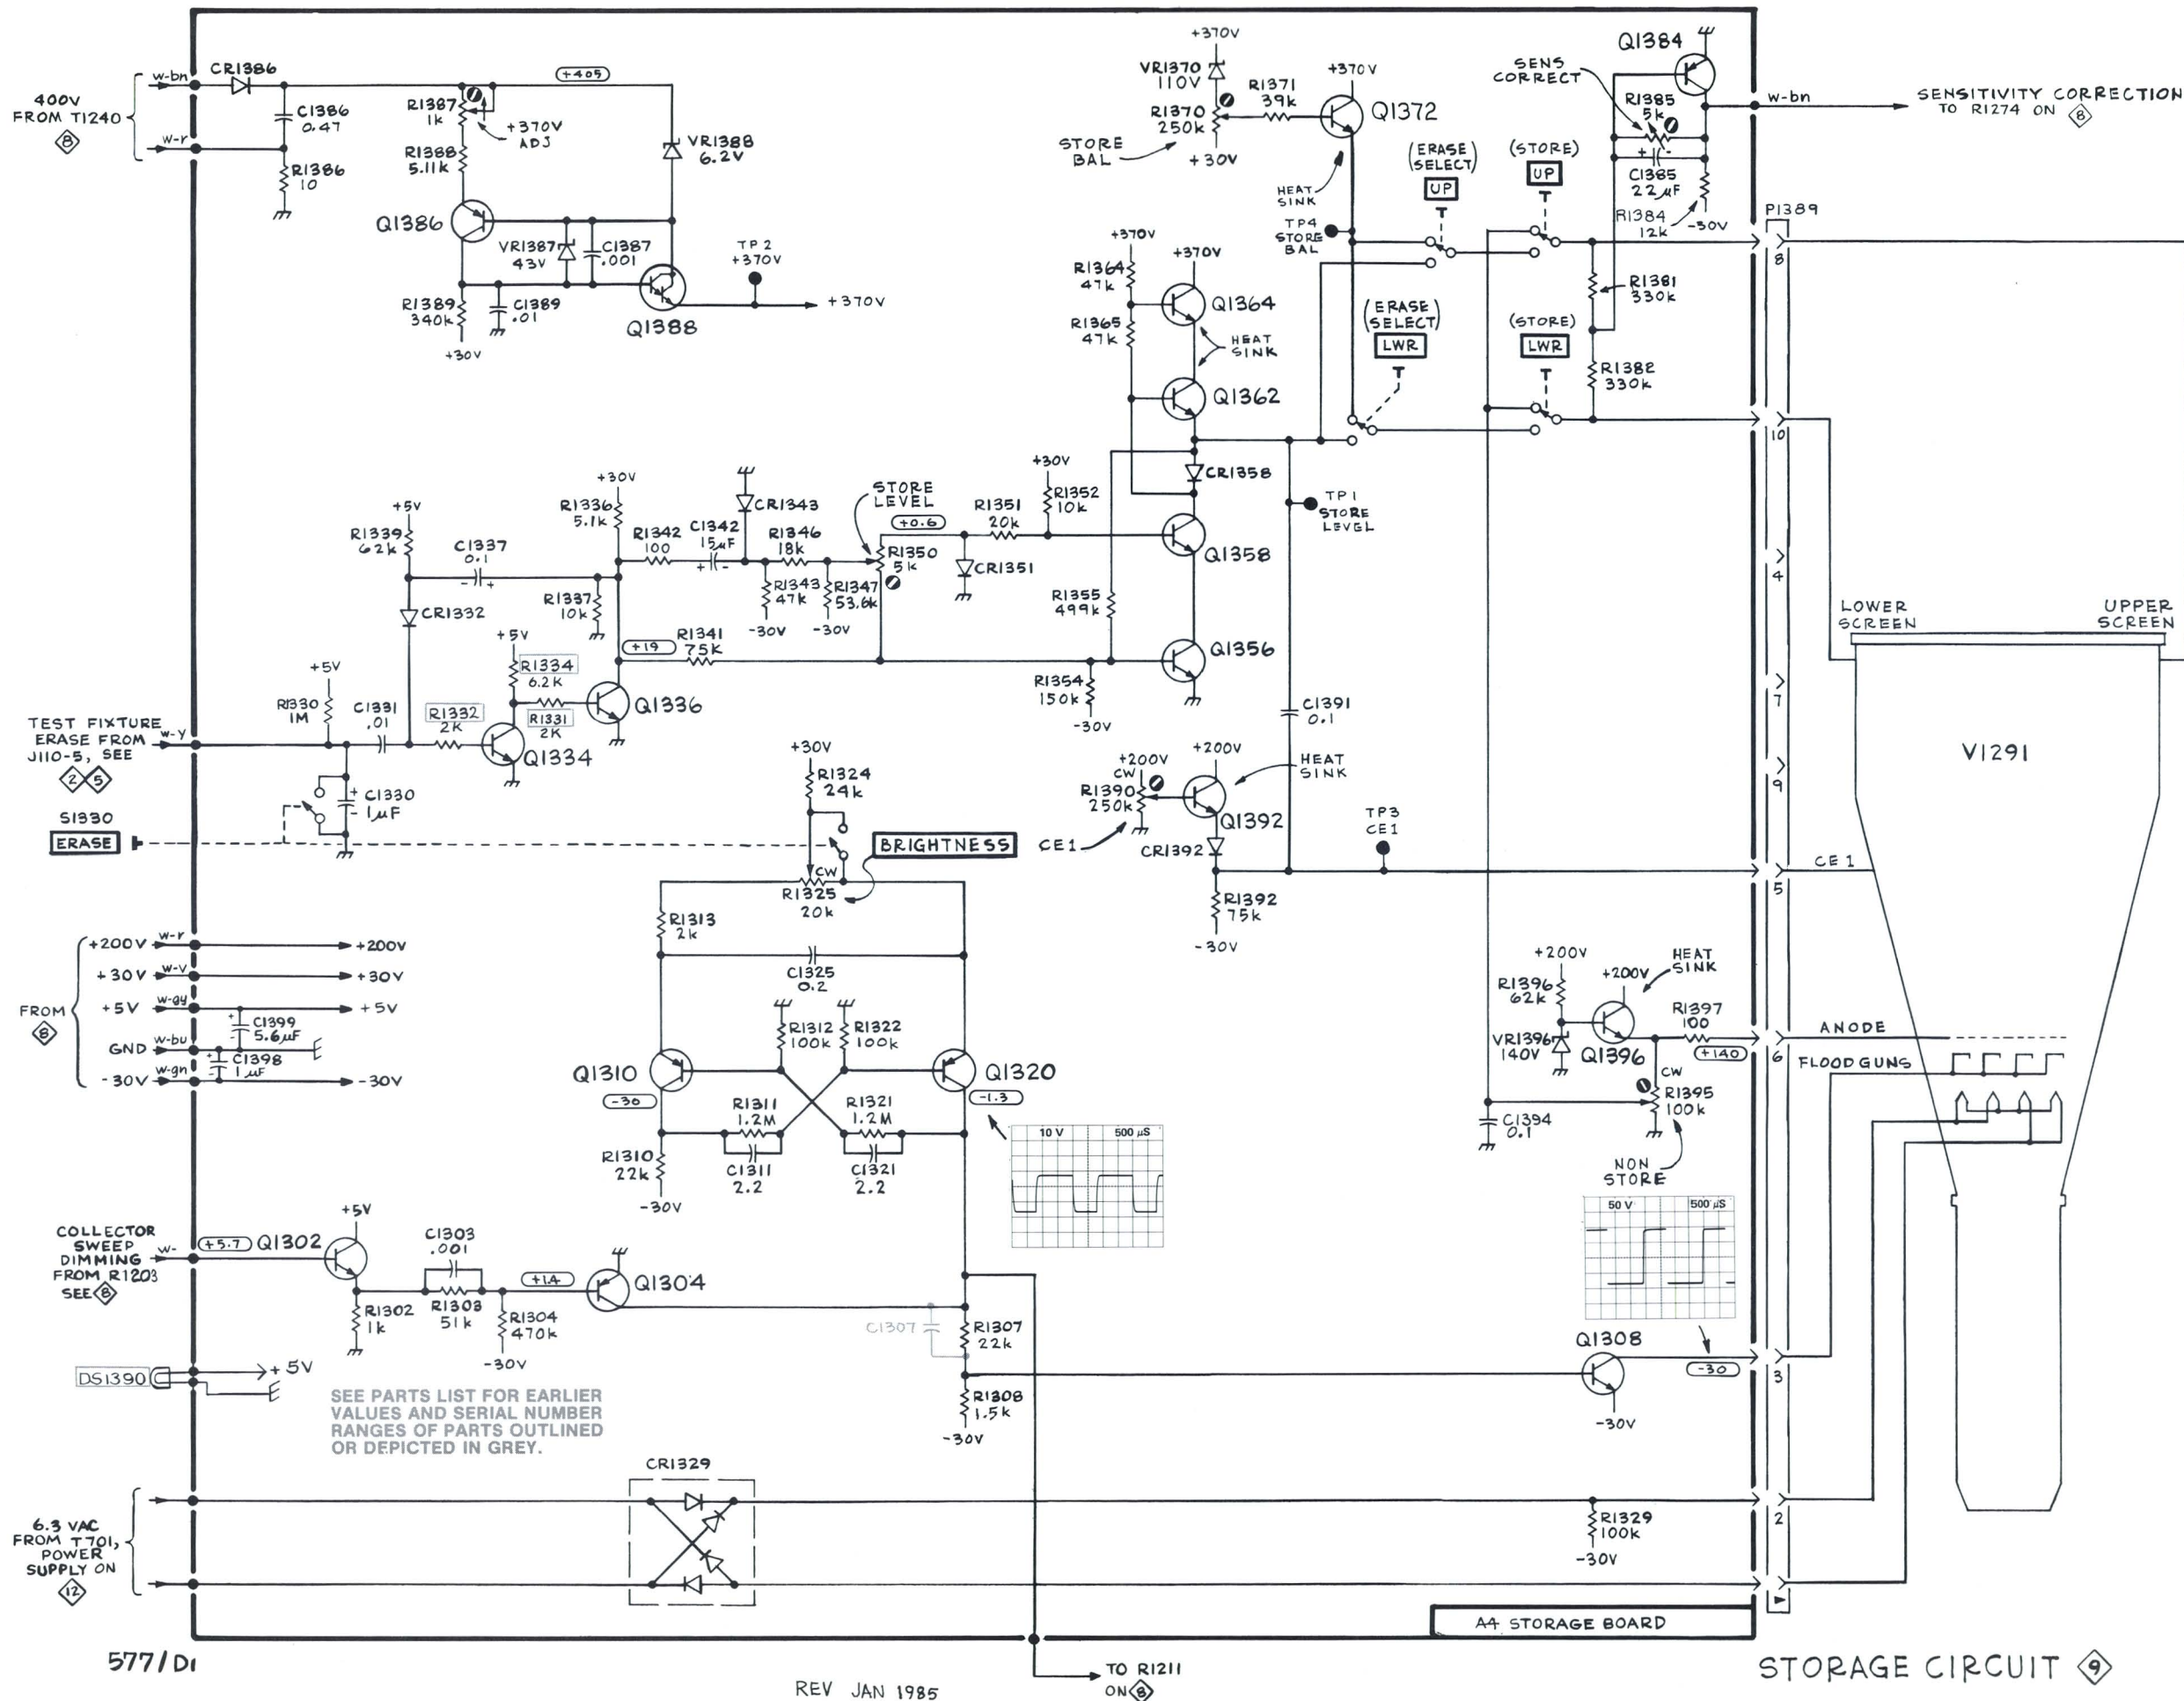 400V
FROM T1240
8
w-bn
w-r
CR1386
C1386
0.47
R1386
10
R1387
1k
+370V
ADJ
+405
R1388
5.11k
VR1388
6.2V
Q1386
VR1387
43V
C1387
.001
R1389
340k
C1389
.01
+30V
Q1388
TP 2
+370V
+370V
+370V
VR1370
110V
R1370
250k
+30V
STORE
BAL
R1371
39k
+370V
Q1372
HEAT
SINK
TP4
STORE
BAL
(ERASE
SELECT)
UP
(STORE)
UP
Q1384
SENS
CORRECT
R1385
5k
C1385
22µF
R1384
12k
-30V
w-bn
SENSITIVITY CORRECTION
TO R1274 ON 8
P1389
8
R1381
330k
R1382
330k
(ERASE
SELECT)
LWR
(STORE)
LWR
10
+370V
R1364
47k
R1365
47k
+370V
Q1364
HEAT
SINK
Q1362
CR1358
TP1
STORE
LEVEL
Q1358
Q1356
R1355
499k
R1354
150k
-30V
C1391
0.1
+5V
R1339
62k
C1337
0.1
CR1332
+30V
R1336
5.1k
R1337
10k
R1342
100
C1342
15µF
CR1343
R1346
18k
R1343
47k
-30V
R1347
53.6k
-30V
STORE
LEVEL
R1350
5k
+0.6
CR1351
R1351
20k
+30V
R1352
10k
+19
R1341
75k
+5V
R1334
6.2K
R1331
2K
Q1336
+5V
R1330
1M
C1331
.01
R1332
2K
Q1334
TEST FIXTURE
ERASE FROM
J110-5, SEE
2 5
w-y
C1330
1µF
S1330
ERASE
+30V
R1324
24k
CW
R1325
20k
BRIGHTNESS
R1313
2k
C1325
0.2
R1312
100k
R1322
100k
Q1310
-30
Q1320
-1.3
R1311
1.2M
C1311
2.2
R1321
1.2M
C1321
2.2
R1310
22k
-30V
10 V 500 µS
+200V
CW
R1390
250k
CE1
+200V
Q1392
HEAT
SINK
CR1392
R1392
75k
-30V
TP3
CE1
CE 1
5
4
7
9
LOWER
SCREEN
UPPER
SCREEN
V1291
FROM
8
+200V w-r +200V
+30V w-v +30V
+5V w-gy +5V
C1399
5.6µF
GND w-bu
C1398
1µF
-30V w-gn -30V
+200V
R1396
62k
VR1396
140V
+200V
HEAT
SINK
Q1396
R1397
100
+140
6
ANODE
FLOOD GUNS
CW
R1395
100k
C1394
0.1
NON
STORE
50 V 500 µS
COLLECTOR
SWEEP
DIMMING
FROM R1203
SEE 8
w-
+5.7
Q1302
+5V
R1302
1k
C1303
.001
R1303
51k
+1.4
R1304
470k
-30V
Q1304
C1307
R1307
22k
R1308
1.5k
-30V
Q1308
-30
-30V
3
DS1390
+5V
SEE PARTS LIST FOR EARLIER
VALUES AND SERIAL NUMBER
RANGES OF PARTS OUTLINED
OR DEPICTED IN GREY.
6.3 VAC
FROM T701,
POWER
SUPPLY ON
12
CR1329
R1329
100k
-30V
2
A4 STORAGE BOARD
577/D1
REV JAN 1985
TO R1211
ON 8
STORAGE CIRCUIT 9